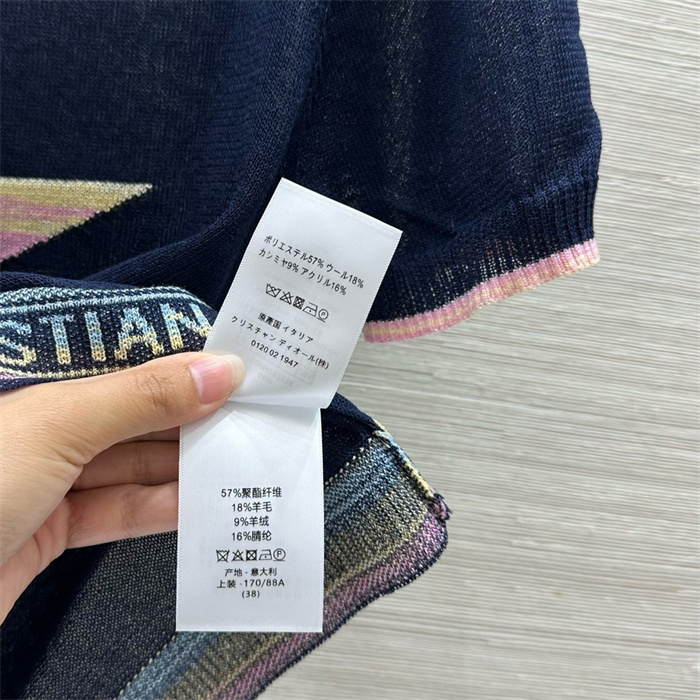 ポリエステル57% ウール18%
カシミヤ9% アクリル16%
原產国イタリア
クリスチャン ディオール(株)
0120 02 1947
STIAN
57%聚酯纤维
18%羊毛
9%羊绒
16%腈纶
产地 - 意大利
上装 - 170/88A
(38)